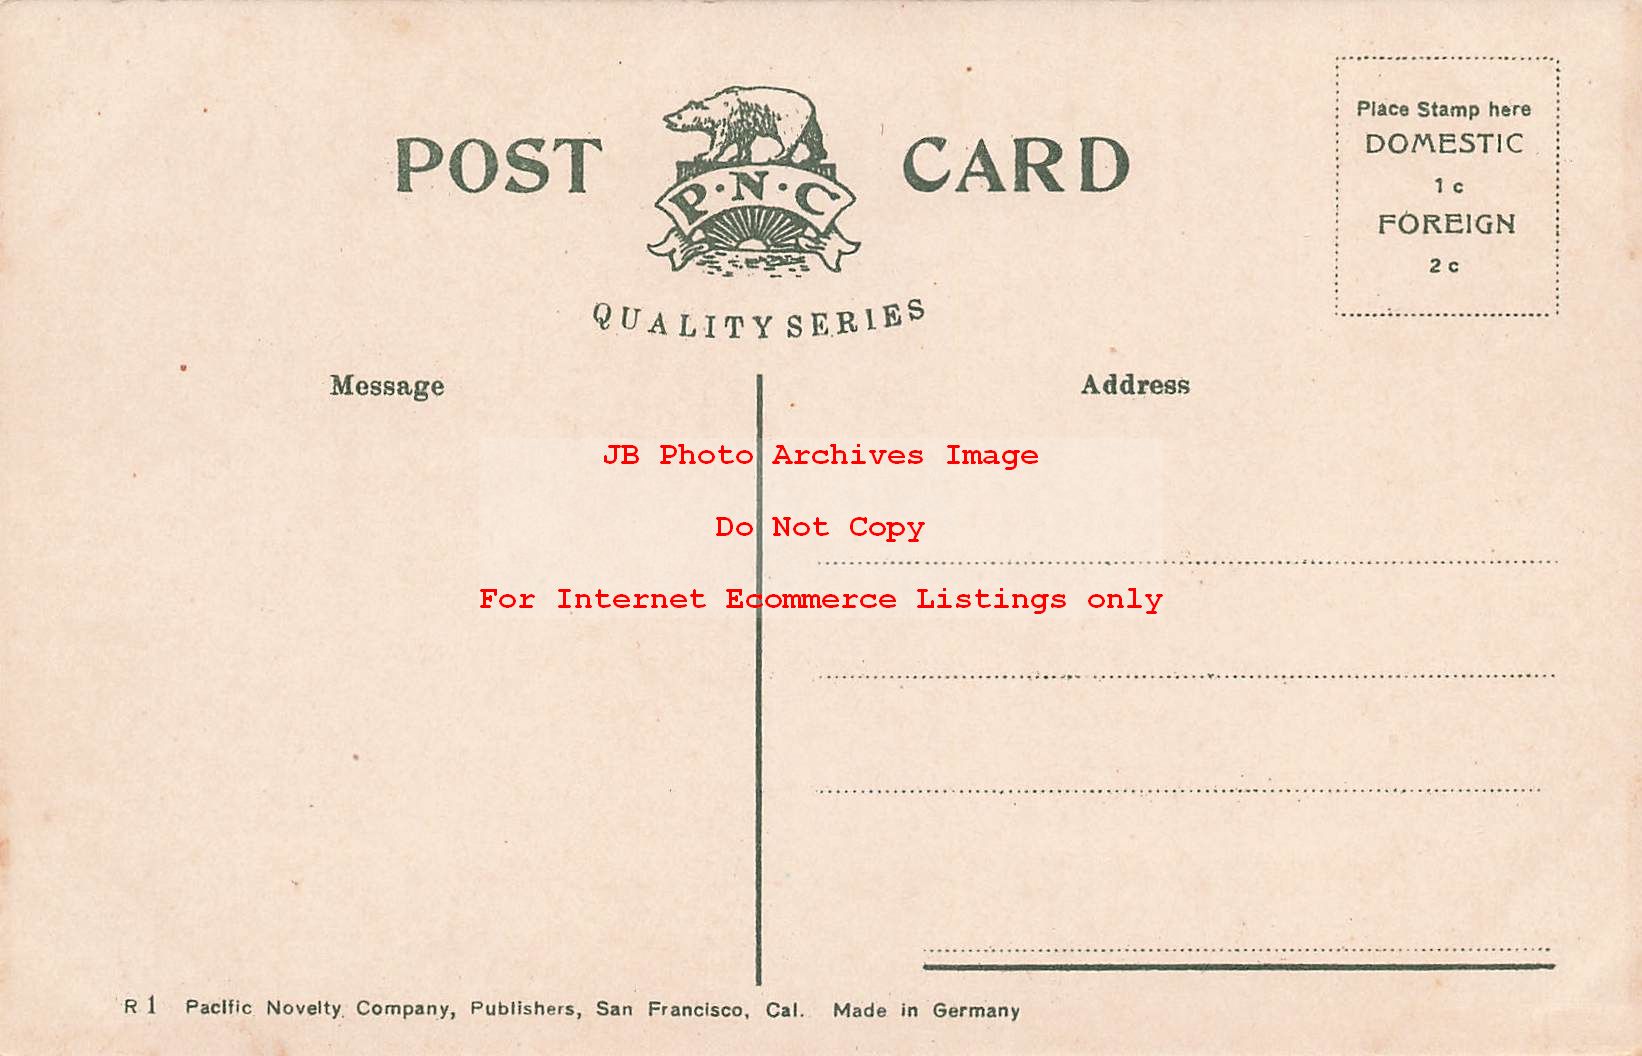 POST CARD
P·N·C
QUALITY SERIES
Place Stamp here
DOMESTIC
1 c
FOREIGN
2 c
Message
Address
JB Photo Archives Image
Do Not Copy
For Internet Ecommerce Listings only
R 1 Pacific Novelty Company, Publishers, San Francisco, Cal. Made in Germany